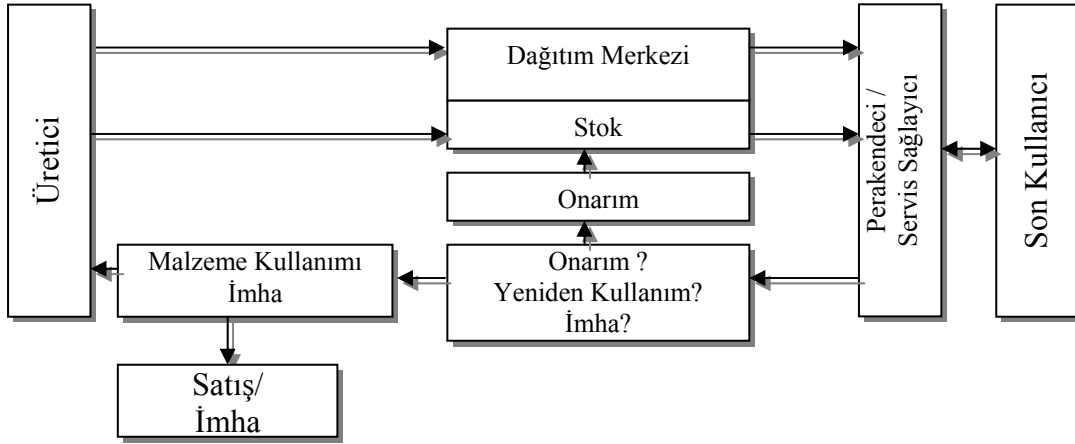 Üretici
Dağıtım Merkezi
Stok
Onarım
Onarım ?
Yeniden Kullanım?
İmha?
Malzeme Kullanımı
İmha
Satış/
İmha
Perakendeci /
Servis Sağlayıcı
Son Kullanıcı